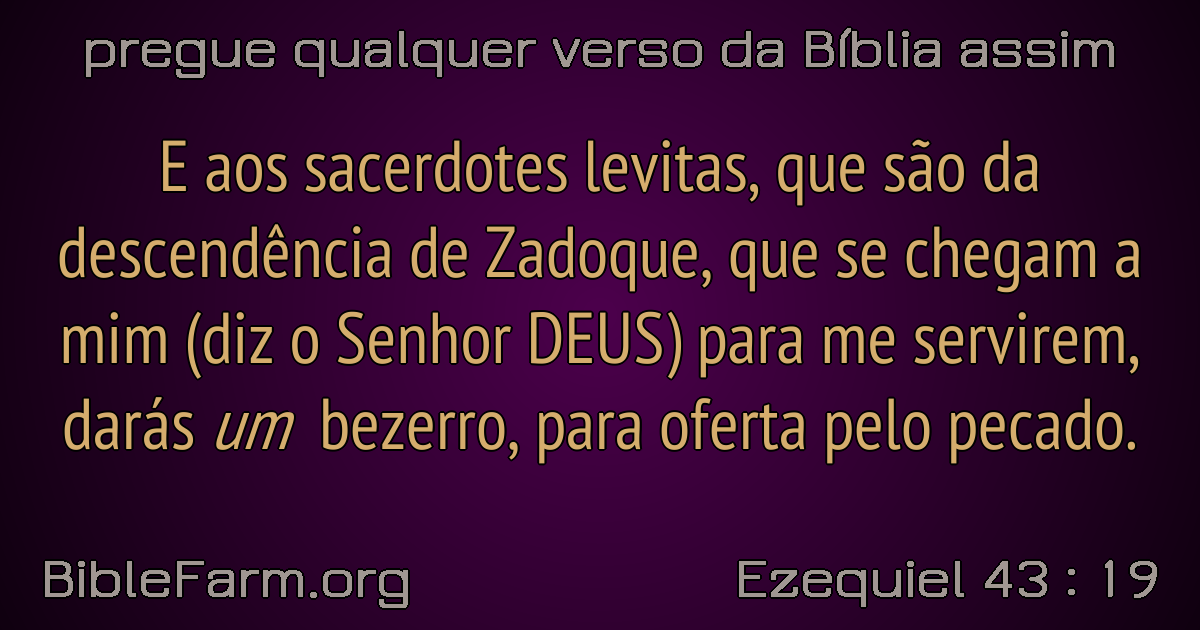 pregue qualquer verso da Bíblia assim
E aos sacerdotes levitas, que são da
descendência de Zadoque, que se chegam a
mim (diz o Senhor DEUS) para me servirem,
darás um bezerro, para oferta pelo pecado.
BibleFarm.org
Ezequiel 43 : 19